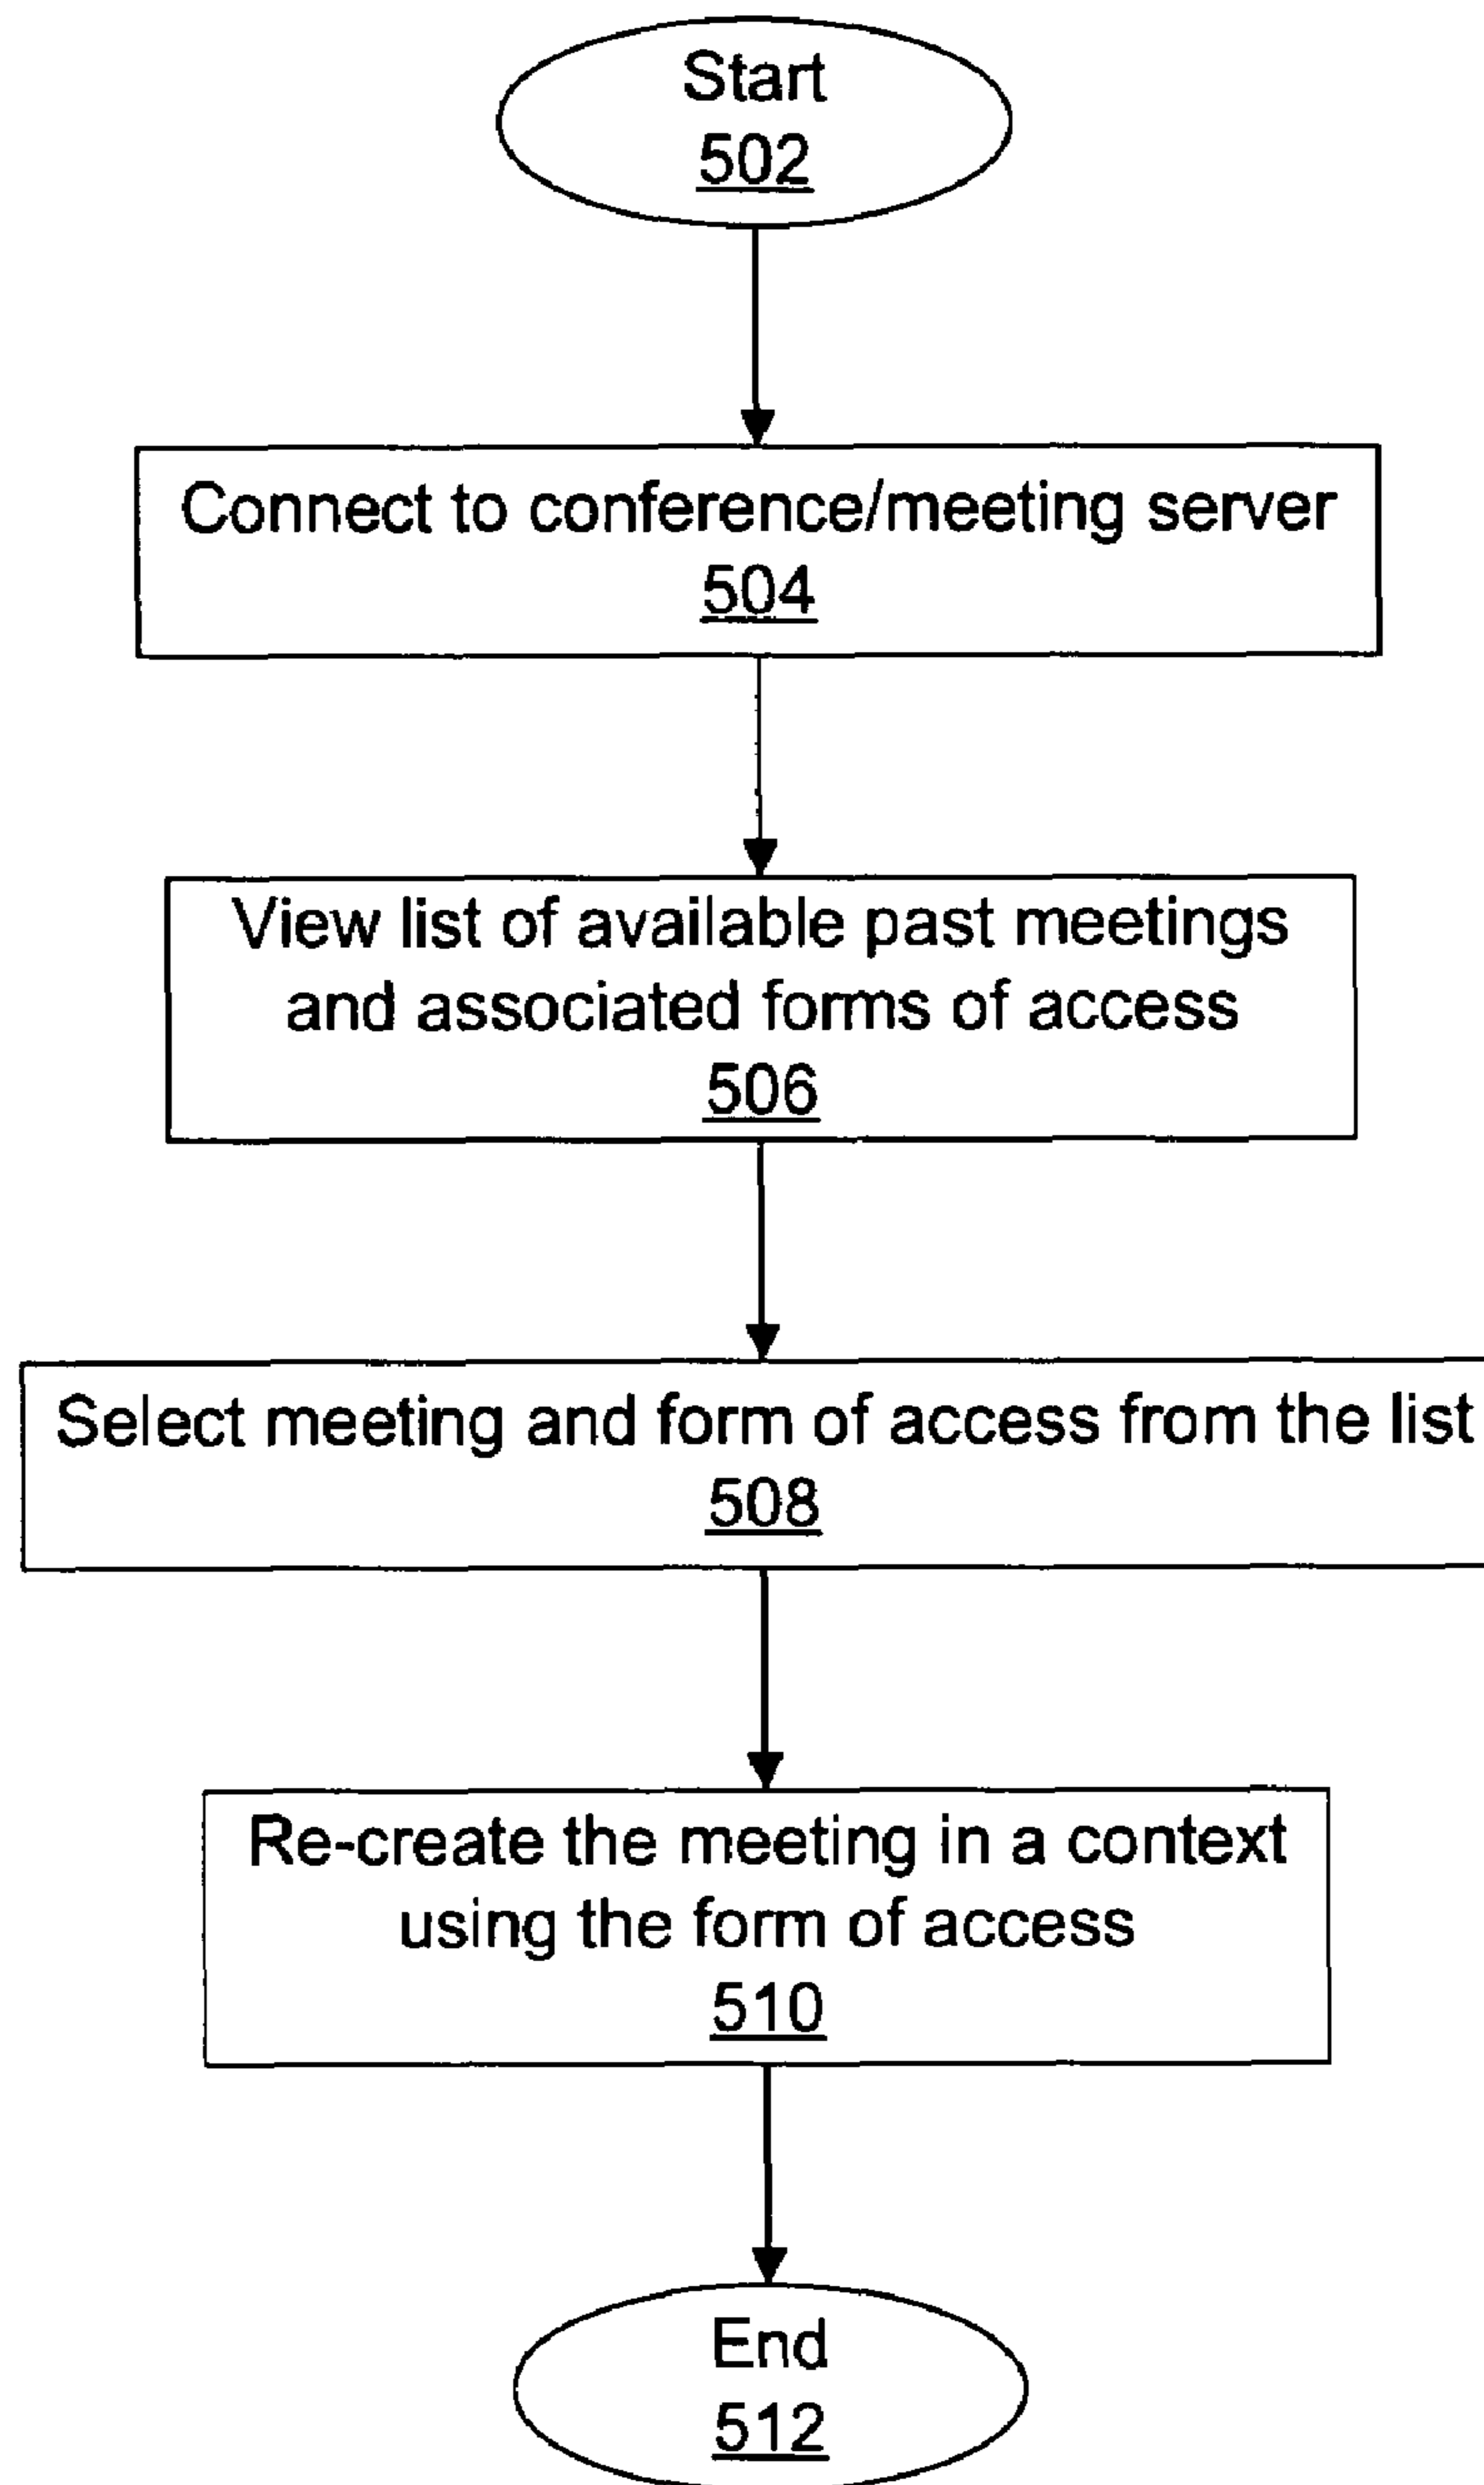 Start
502
Connect to conference/meeting server
504
View list of available past meetings
and associated forms of access
506
Select meeting and form of access from the list
508
Re-create the meeting in a context
using the form of access
510
End
512